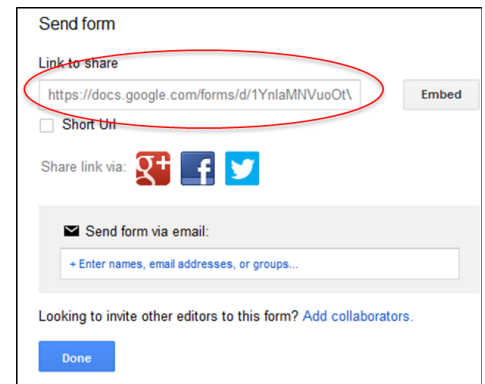 Send form
Link to share
https://docs.google.com/forms/d/1YnlaMNVuoOt\
Embed
Short Url
Share link via:
g+
f
Send form via email:
+ Enter names, email addresses, or groups...
Looking to invite other editors to this form? Add collaborators.
Done